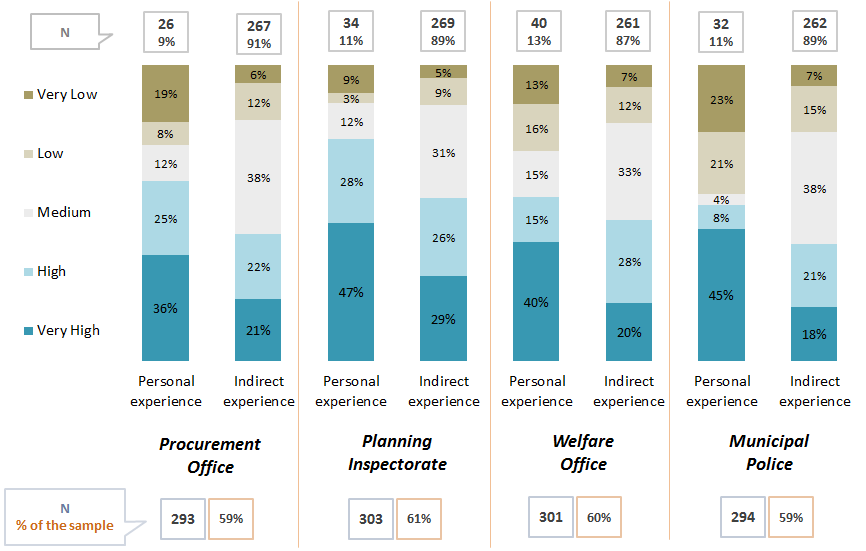 N
26
9%
267
91%
34
11%
269
89%
40
13%
261
87%
32
11%
262
89%
Very Low
Low
Medium
High
Very High
19%
8%
12%
25%
36%
6%
12%
38%
22%
21%
9%
3%
12%
28%
47%
5%
9%
31%
26%
29%
13%
16%
15%
15%
40%
7%
12%
33%
28%
20%
23%
21%
4%
8%
45%
7%
15%
38%
21%
18%
Personal
experience
Indirect
experience
Personal
experience
Indirect
experience
Personal
experience
Indirect
experience
Personal
experience
Indirect
experience
Procurement
Office
Planning
Inspectorate
Welfare
Office
Municipal
Police
N
% of the sample
293 59%
303 61%
301 60%
294 59%